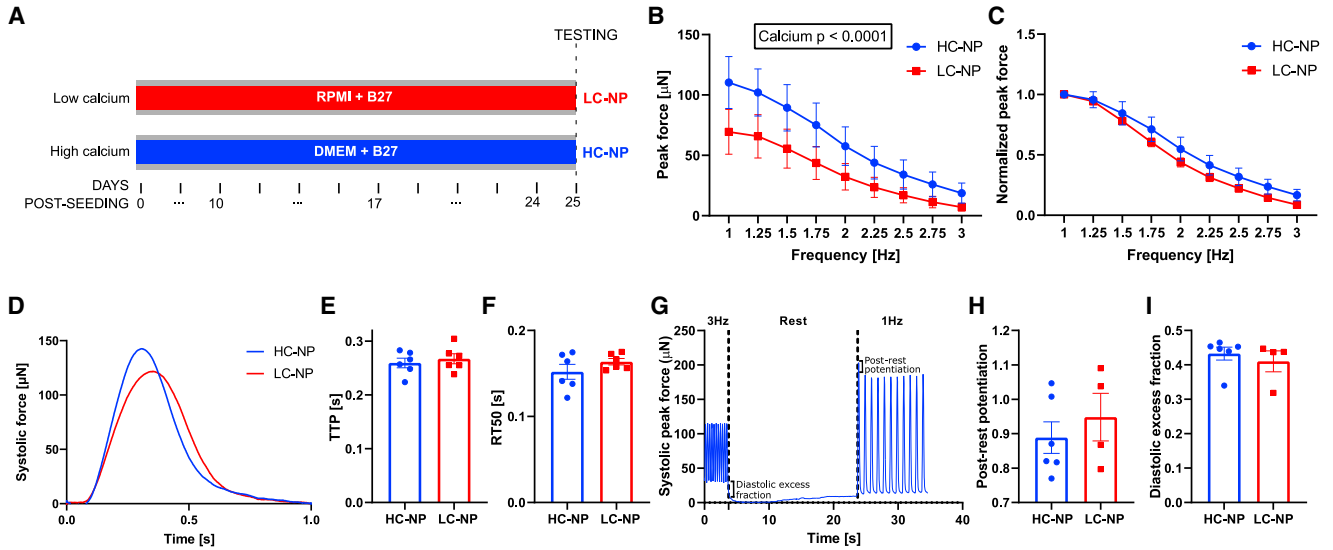 A
TESTING
Low calcium
RPMI + B27
LC-NP
High calcium
DMEM + B27
HC-NP
DAYS
POST-SEEDING
0 ... 10 ... 17 ... 24 25
B
Calcium p < 0.0001
HC-NP
LC-NP
Peak force [µN]
150
100
50
0
1 1.25 1.5 1.75 2 2.25 2.5 2.75 3
Frequency [Hz]
C
HC-NP
LC-NP
Normalized peak force
1.5
1.0
0.5
0.0
1 1.25 1.5 1.75 2 2.25 2.5 2.75 3
Frequency [Hz]
D
HC-NP
LC-NP
Systolic force [µN]
150
100
50
0
0.0 0.5 1.0
Time [s]
E
TTP [s]
0.3
0.2
0.1
0.0
HC-NP LC-NP
F
RT50 [s]
0.2
0.1
0.0
HC-NP LC-NP
G
3Hz Rest 1Hz
Systolic peak force (µN)
250
200
150
100
50
0
Post-rest
potentiation
Diastolic excess
fraction
0 10 20 30 40
Time [s]
H
Post-rest potentiation
1.2
1.1
1.0
0.9
0.8
0.7
HC-NP LC-NP
I
Diastolic excess fraction
0.5
0.4
0.3
0.2
0.1
0.0
HC-NP LC-NP